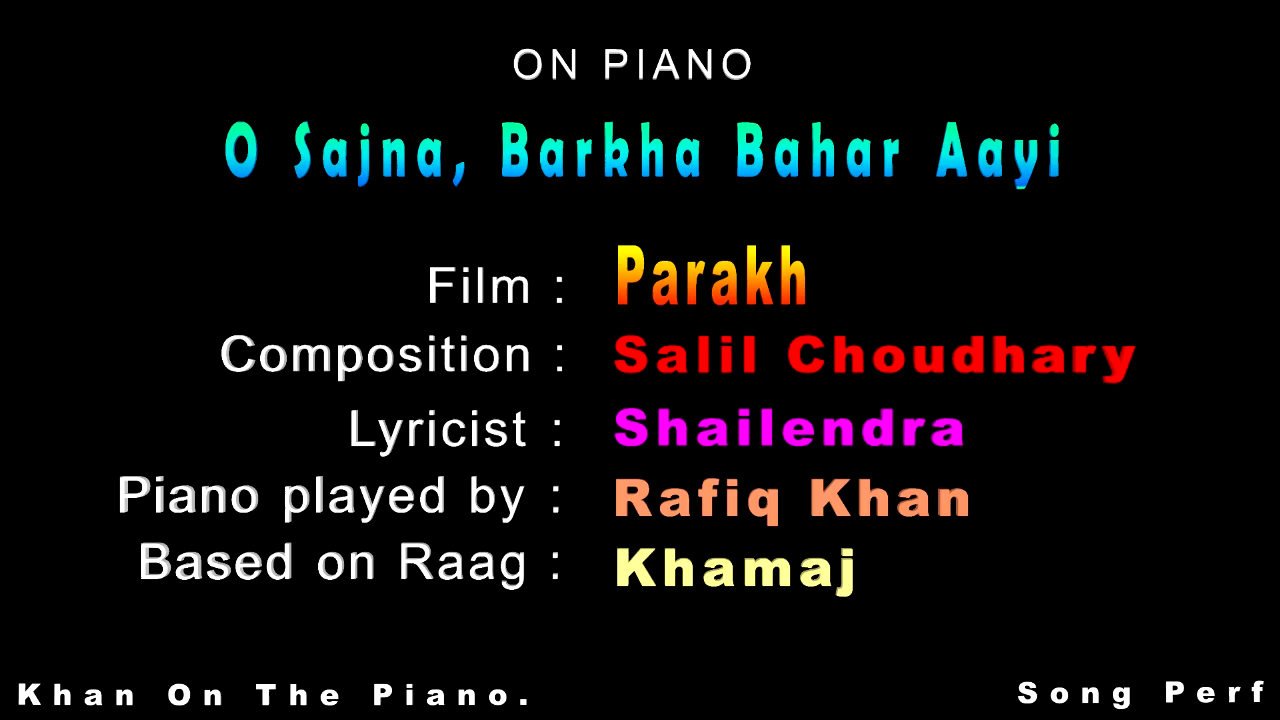 ON PIANO
O Sajna, Barkha Bahar Aayi
Film : Parakh
Composition : Salil Choudhary
Lyricist : Shailendra
Piano played by : Rafiq Khan
Based on Raag : Khamaj
Khan On The Piano. Song Perf